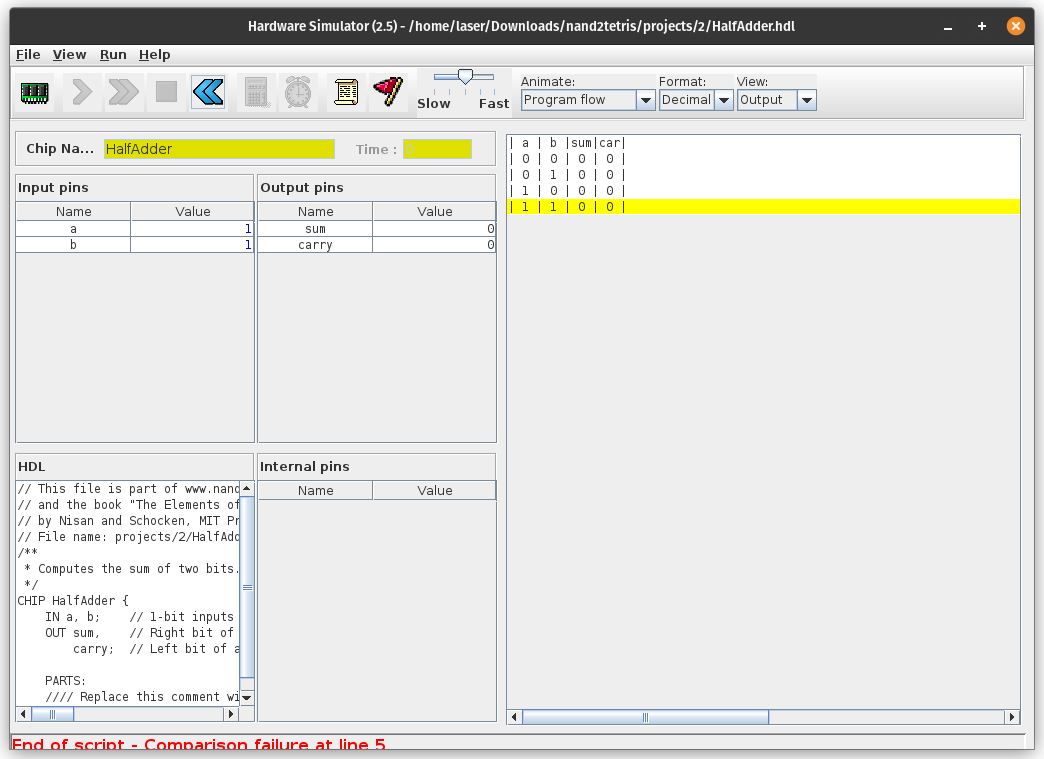 Hardware Simulator (2.5) - /home/laser/Downloads/nand2tetris/projects/2/HalfAdder.hdl
File View Run Help
Animate: Format: View:
Slow Fast Program flow Decimal Output
Chip Na... HalfAdder Time : 0
Input pins Output pins
Name Value Name Value
a 1 sum 0
b 1 carry 0
| a | b |sum|car|
| 0 | 0 | 0 | 0 |
| 0 | 1 | 0 | 0 |
| 1 | 0 | 0 | 0 |
| 1 | 1 | 0 | 0 |
HDL
// This file is part of www.nand
// and the book "The Elements of
// by Nisan and Schocken, MIT Pr
// File name: projects/2/HalfAdd
/**
* Computes the sum of two bits.
*/
CHIP HalfAdder {
IN a, b; // 1-bit inputs
OUT sum, // Right bit of
carry; // Left bit of a
PARTS:
//// Replace this comment wi
Internal pins
Name Value
End of script - Comparison failure at line 5